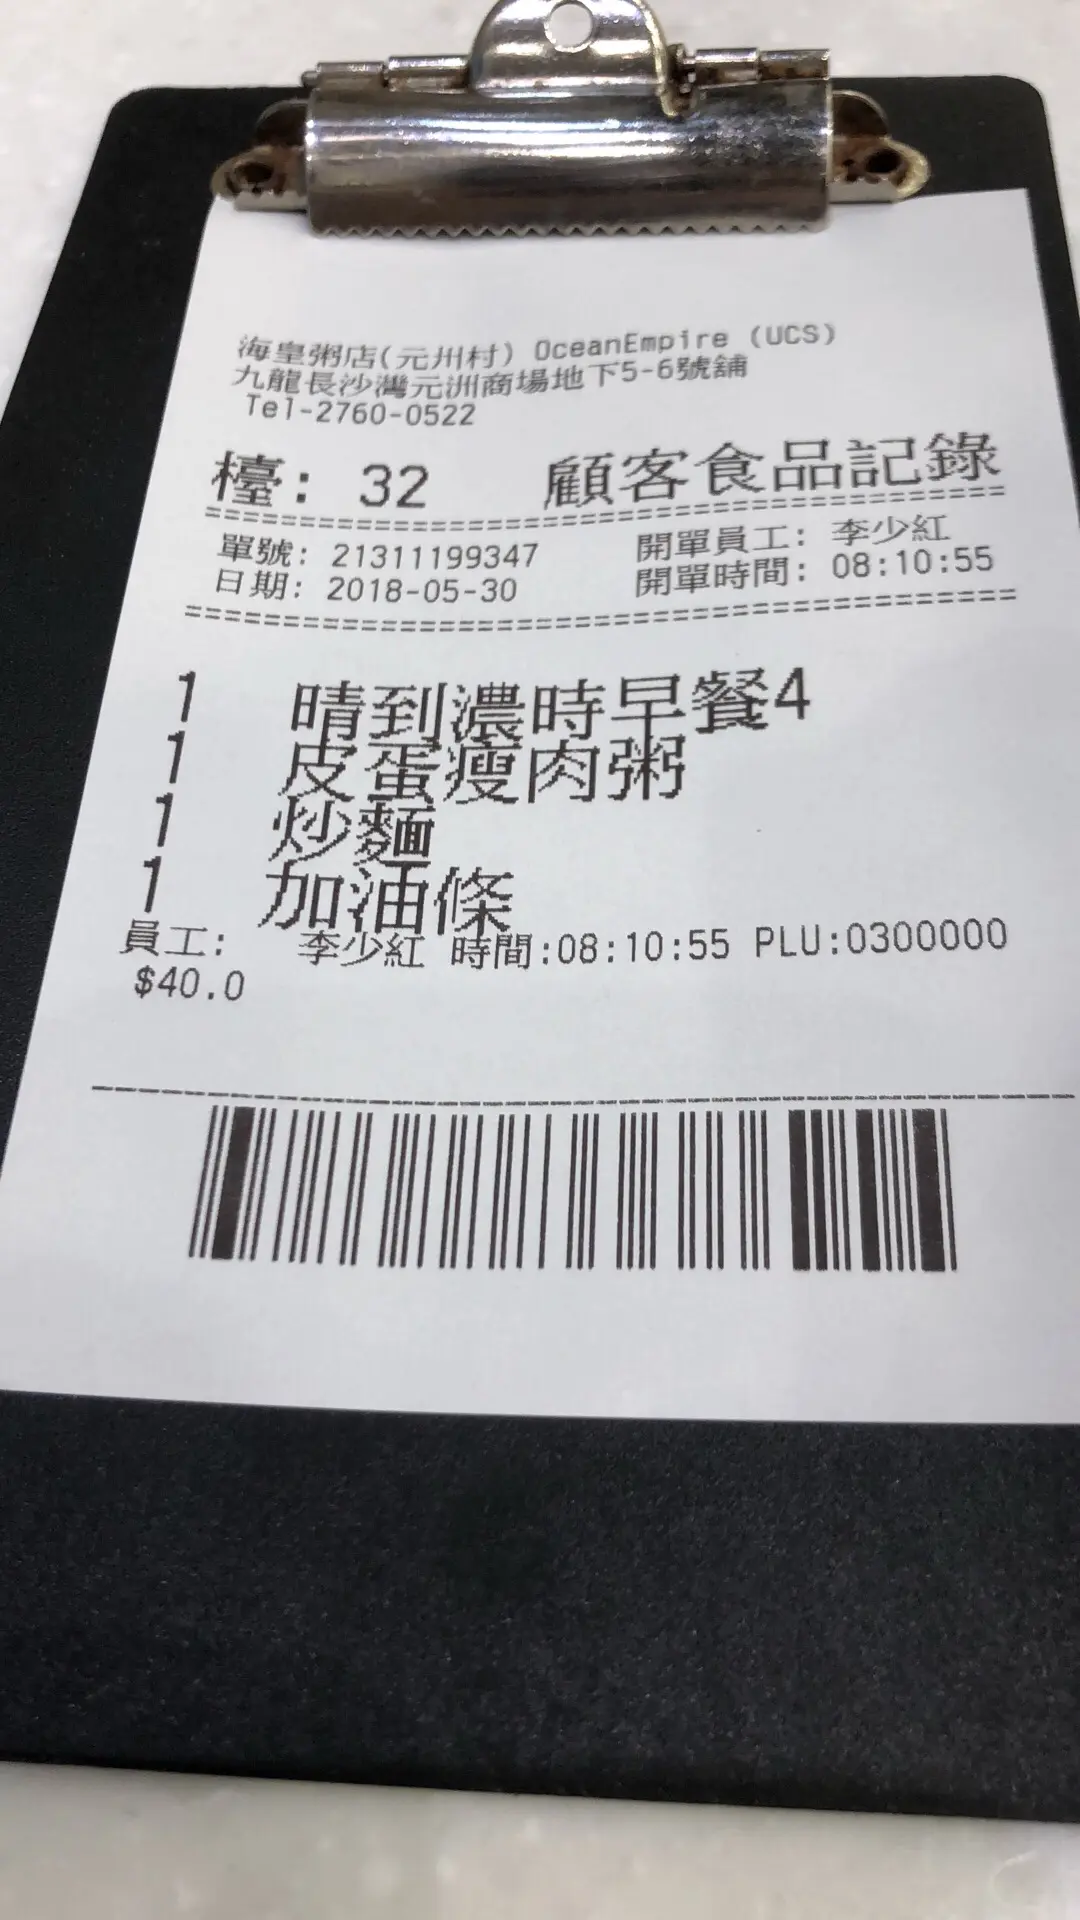 海皇粥店(元州村) OceanEmpire (UCS)
九龍長沙灣元洲商場地下5-6號舖
Tel-2760-0522
檯: 32 顧客食品記錄
單號: 21311199347 開單員工: 李少紅
日期: 2018-05-30 開單時間: 08:10:55
1 晴到濃時早餐4
1 皮蛋瘦肉粥
1 炒麵
1 加油條
員工: 李少紅 時間:08:10:55 PLU:0300000
$40.0